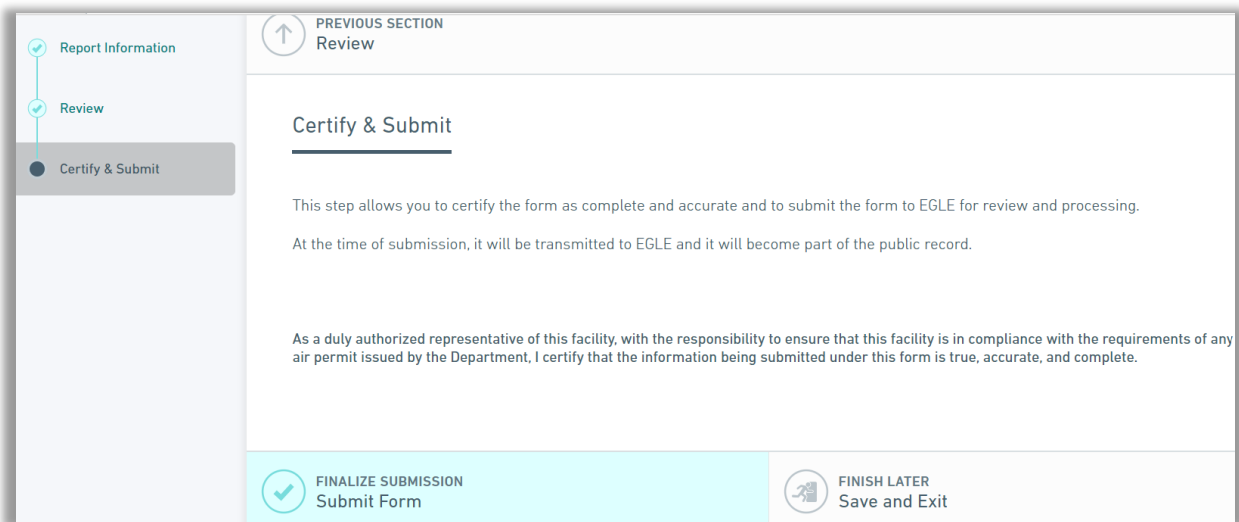 Report Information
Review
Certify & Submit
PREVIOUS SECTION
Review
Certify & Submit
This step allows you to certify the form as complete and accurate and to submit the form to EGLE for review and processing.
At the time of submission, it will be transmitted to EGLE and it will become part of the public record.
As a duly authorized representative of this facility, with the responsibility to ensure that this facility is in compliance with the requirements of any
air permit issued by the Department, I certify that the information being submitted under this form is true, accurate, and complete.
FINALIZE SUBMISSION
Submit Form
FINISH LATER
Save and Exit